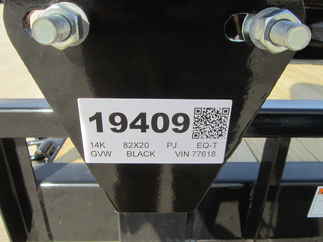 19409
14K 82X20 PJ EQ-T
GVW BLACK VIN 77618